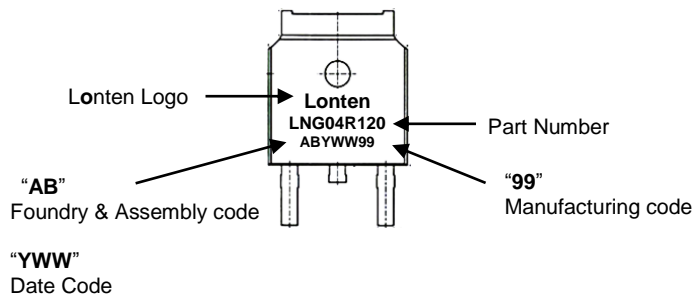 Lonten Logo
Lonten
LNG04R120
ABYWW99
Part Number
“AB”
Foundry & Assembly code
“99”
Manufacturing code
“YWW”
Date Code